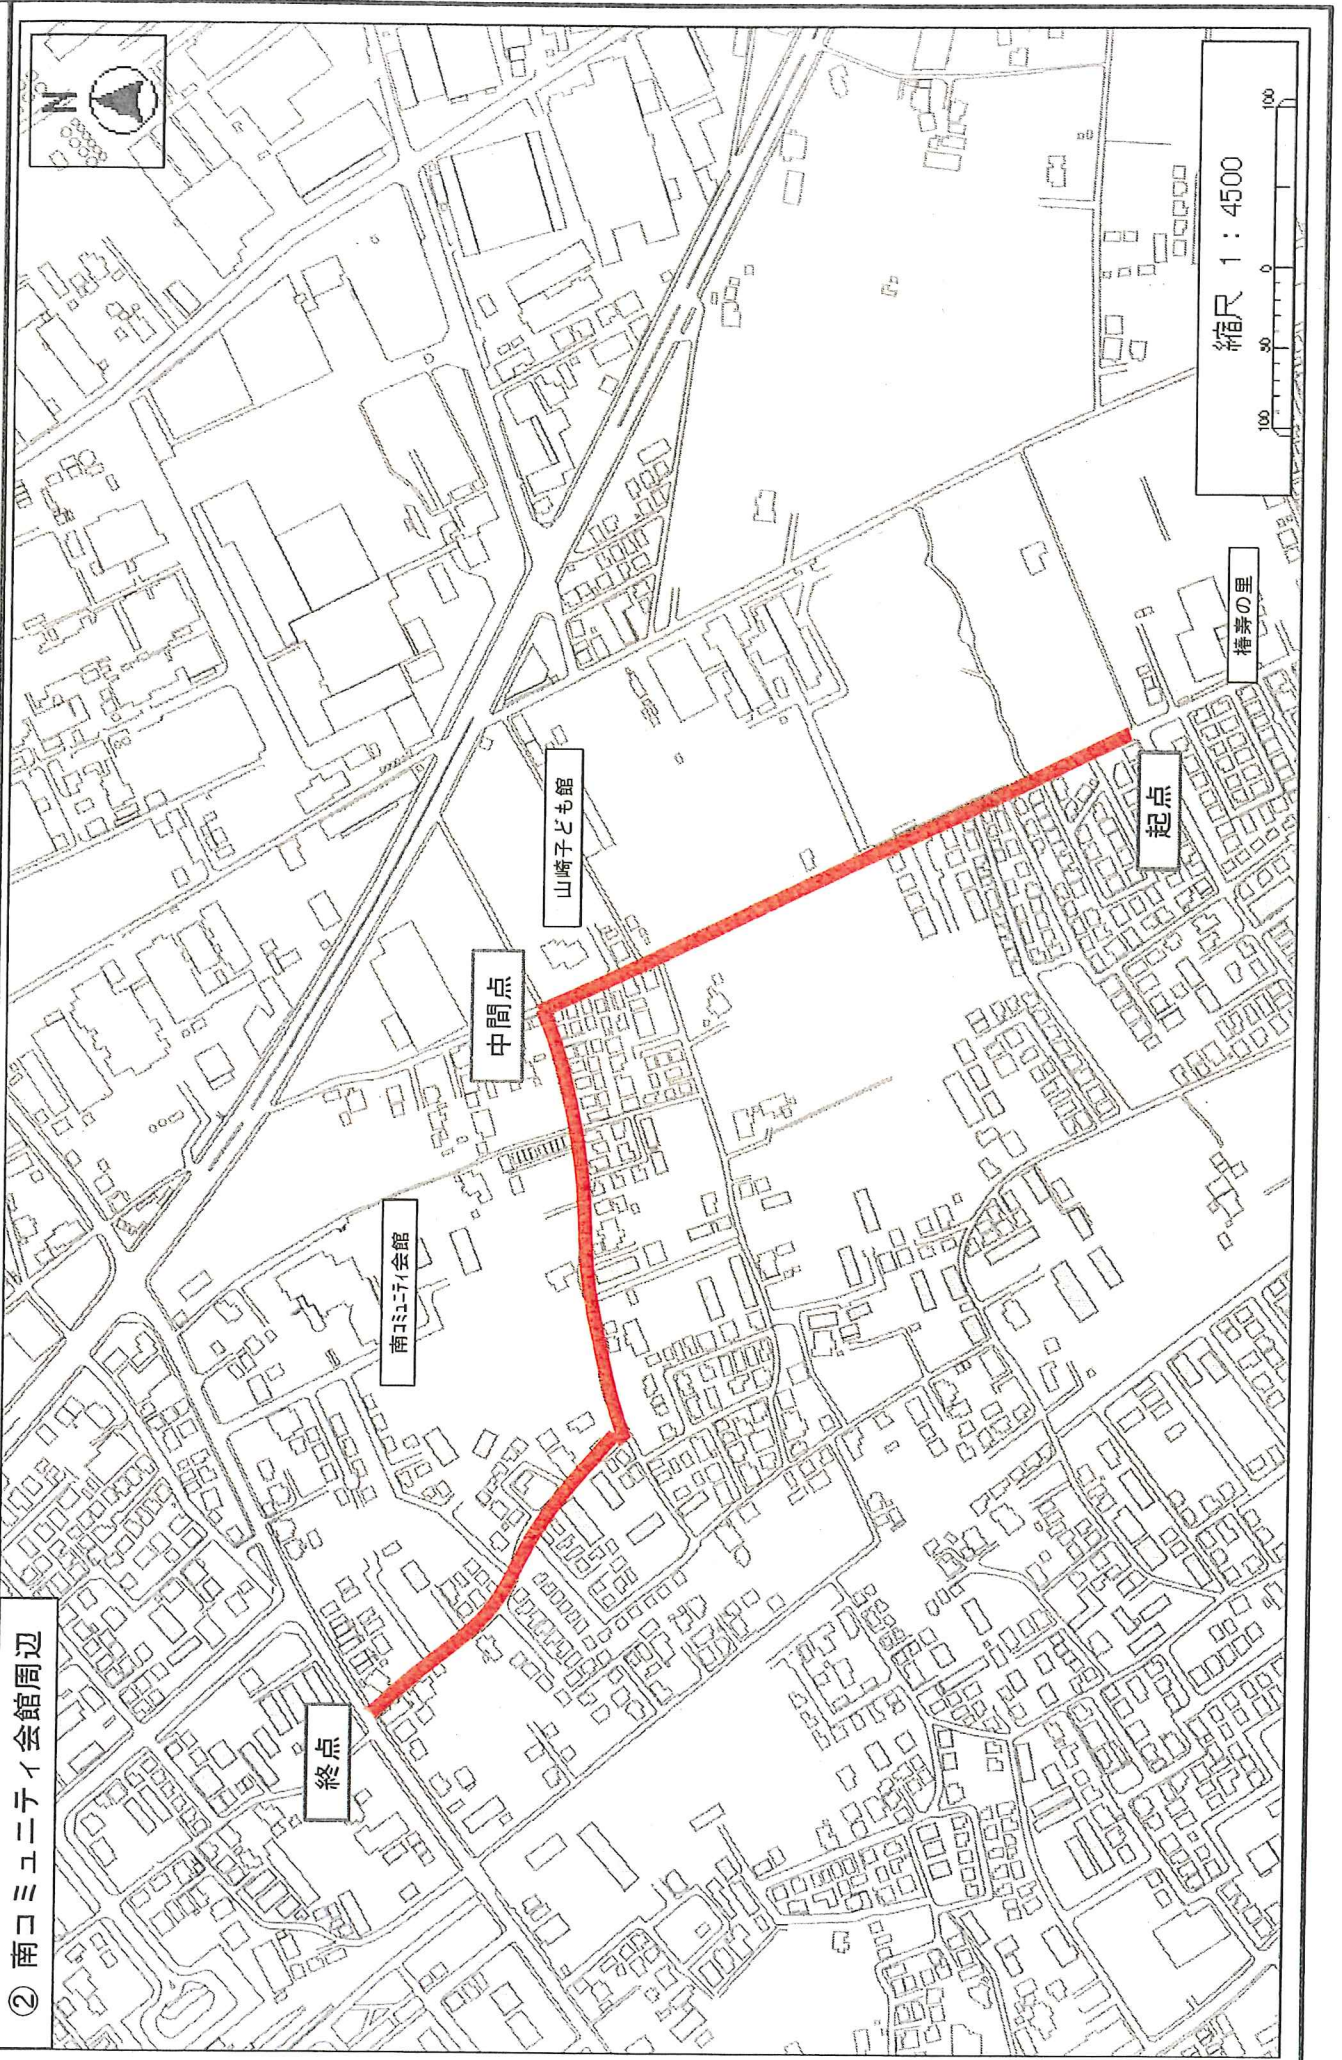 ② 南コミュニティ会館周辺
N
終点
南コミュニティ会館
中間点
山崎子ども館
起点
椿寿の里
縮尺 1 : 4500
100 50 0 100